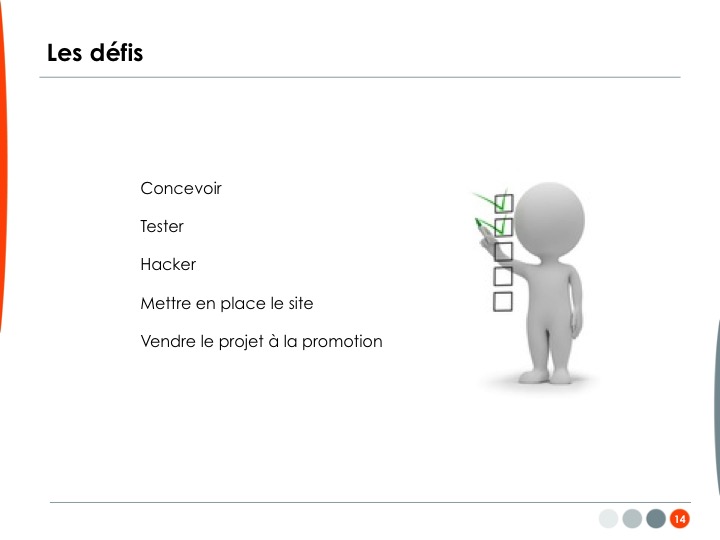 Les défis
Concevoir
Tester
Hacker
Mettre en place le site
Vendre le projet à la promotion
14